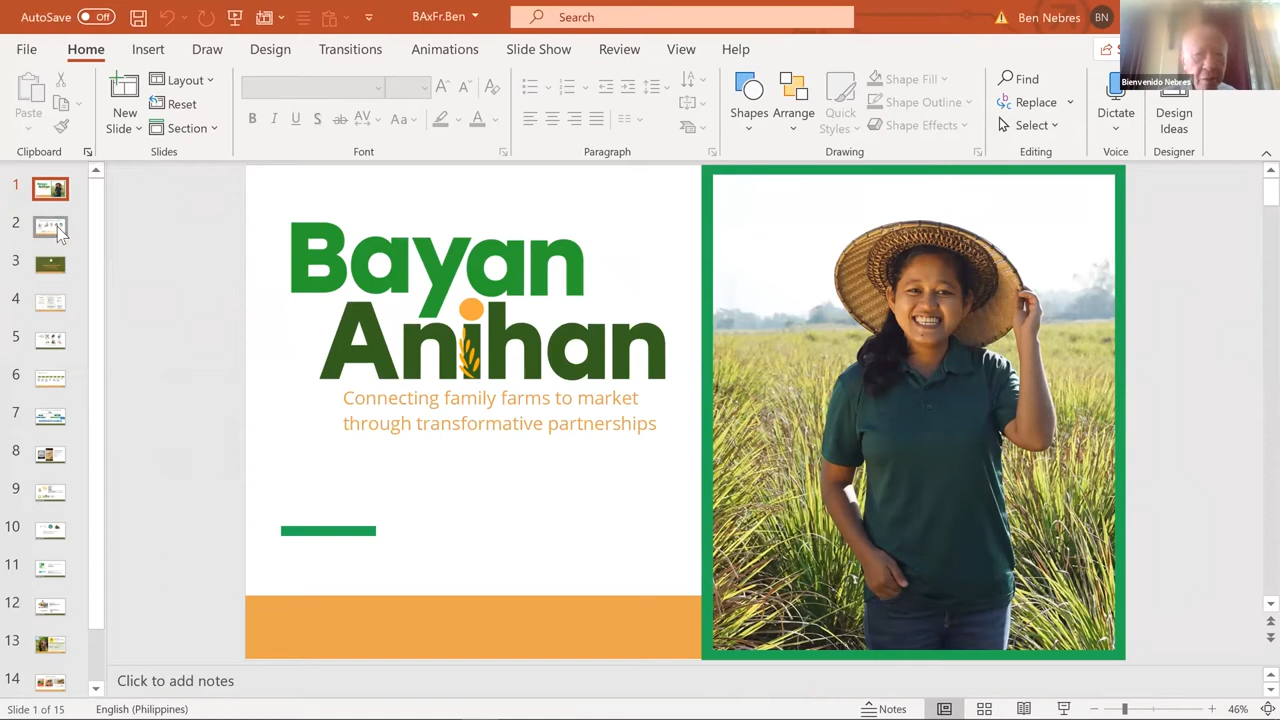 AutoSave Off BAxFr.Ben Search Ben Nebres BN
Bienvenido Nebres
File Home Insert Draw Design Transitions Animations Slide Show Review View Help
Paste
New
Slide
Layout
Reset
Section
B I U S ab AV Aa A
Shapes
Arrange
Quick
Styles
Shape Fill
Shape Outline
Shape Effects
Find
Replace
Select
Dictate
Design
Ideas
Clipboard Slides Font Paragraph Drawing Editing Voice Designer
1
2
3
4
5
6
7
8
9
10
11
12
13
14
Bayan
Anihan
Connecting family farms to market
through transformative partnerships
Click to add notes
Slide 1 of 15 English (Philippines) Notes 46%